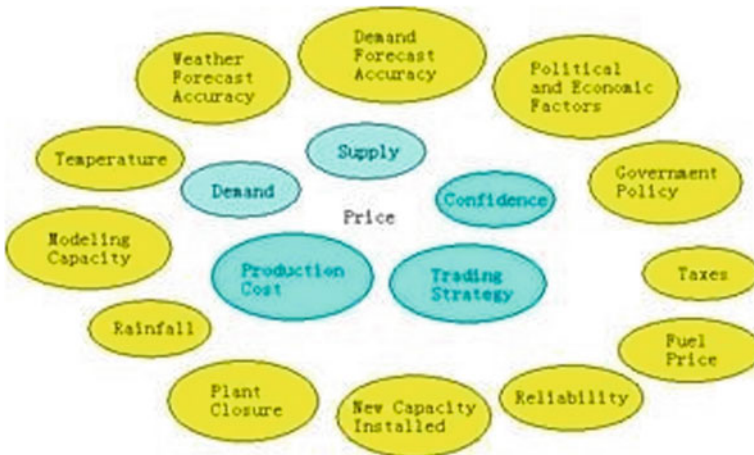 Weather
Forecast
Accuracy
Demand
Forecast
Accuracy
Political
and Economic
Factors
Temperature
Supply
Demand
Confidence
Government
Policy
Price
Modeling
Capacity
Production
Cost
Trading
Strategy
Taxes
Rainfall
Fuel
Price
Plant
Closure
New Capacity
Installed
Reliability